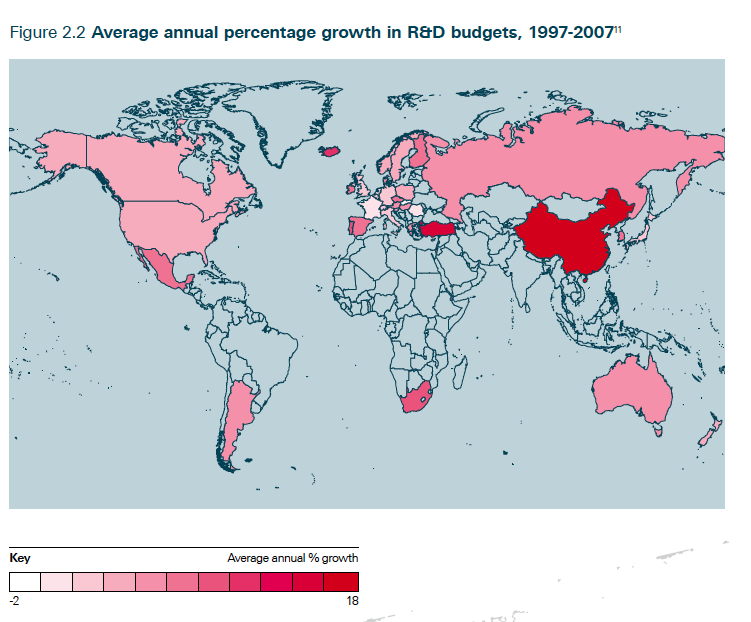 Figure 2.2 Average annual percentage growth in R&D budgets, 1997-2007¹¹
Key
Average annual % growth
-2
18